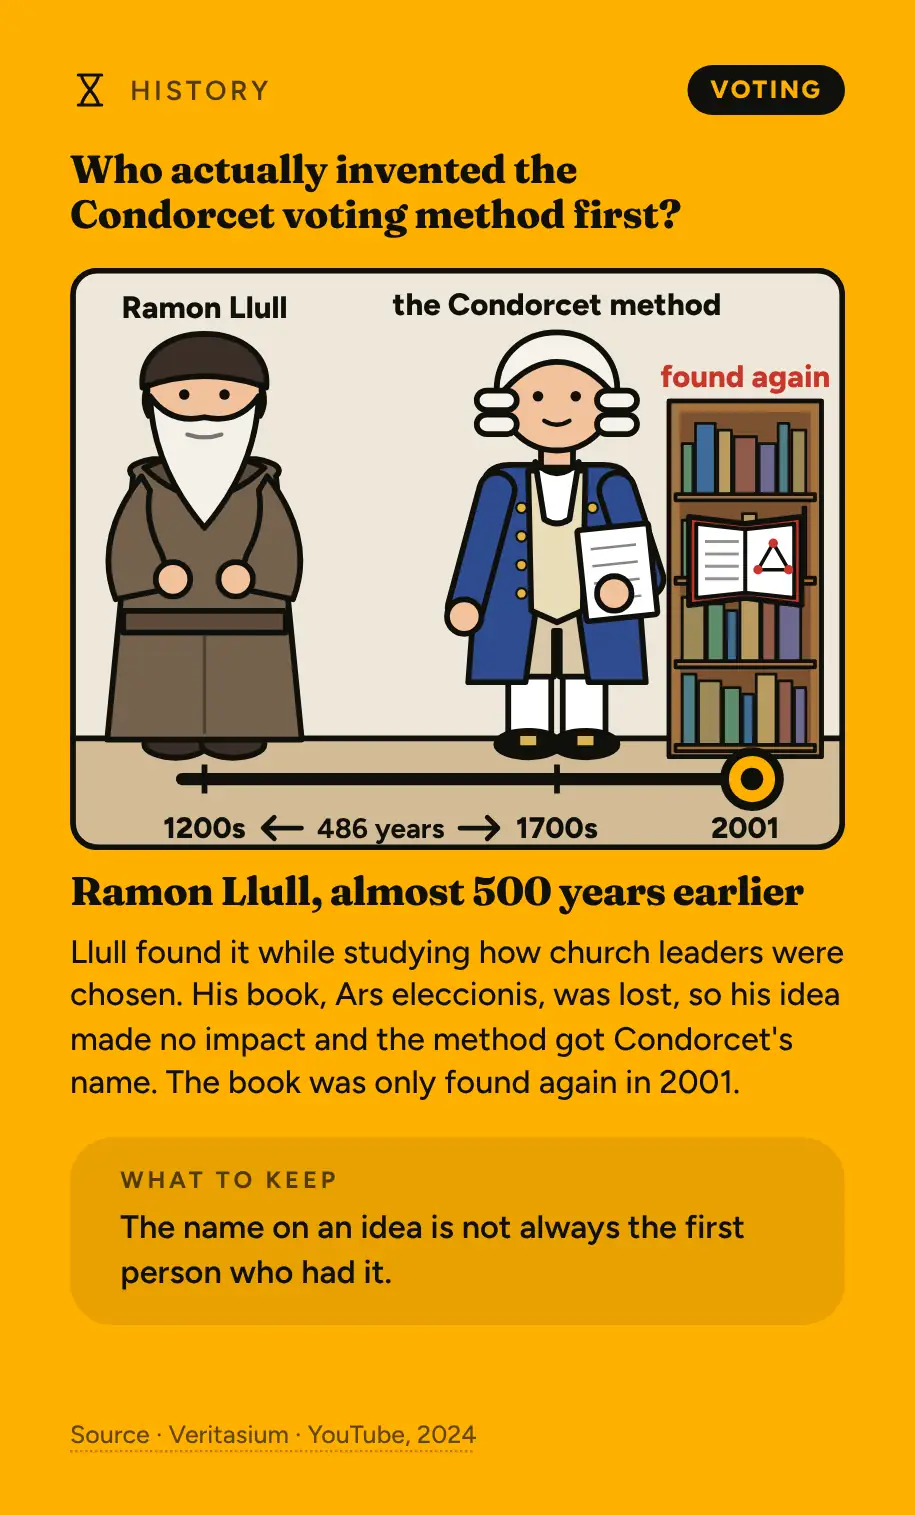 HISTORY
VOTING
Who actually invented the
Condorcet voting method first?
Ramon Llull
the Condorcet method
found again
1200s
486 years
1700s
2001
Ramon Llull, almost 500 years earlier
Llull found it while studying how church leaders were
chosen. His book, Ars eleccionis, was lost, so his idea
made no impact and the method got Condorcet's
name. The book was only found again in 2001.
WHAT TO KEEP
The name on an idea is not always the first
person who had it.
Source · Veritasium · YouTube, 2024